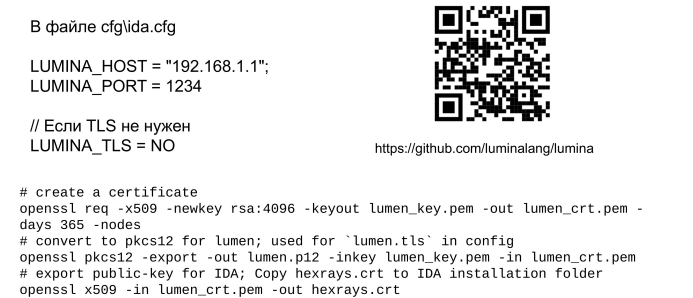 В файле cfg\ida.cfg
LUMINA_HOST = "192.168.1.1";
LUMINA_PORT = 1234
// Если TLS не нужен
LUMINA_TLS = NO
https://github.com/luminalang/lumina
# create a certificate
openssl req -x509 -newkey rsa:4096 -keyout lumen_key.pem -out lumen_crt.pem -
days 365 -nodes
# convert to pkcs12 for lumen; used for `lumen.tls` in config
openssl pkcs12 -export -out lumen.p12 -inkey lumen_key.pem -in lumen_crt.pem
# export public-key for IDA; Copy hexrays.crt to IDA installation folder
openssl x509 -in lumen_crt.pem -out hexrays.crt